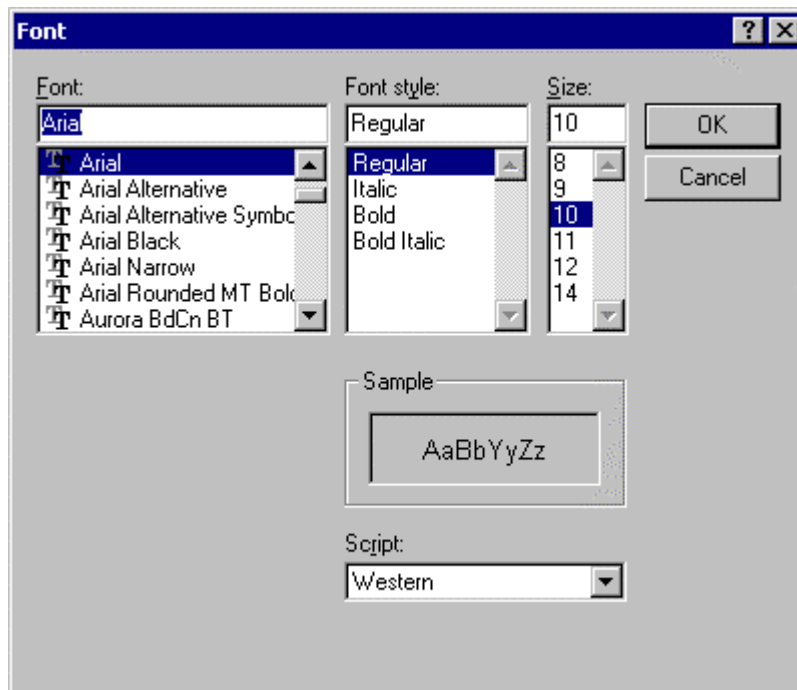 Font
Font:
Arial
Arial
Arial Alternative
Arial Alternative Symbo
Arial Black
Arial Narrow
Arial Rounded MT Bold
Aurora BdCn BT
Font style:
Regular
Regular
Italic
Bold
Bold Italic
Size:
10
8
9
10
11
12
14
OK
Cancel
Sample
AaBbYyZz
Script:
Western